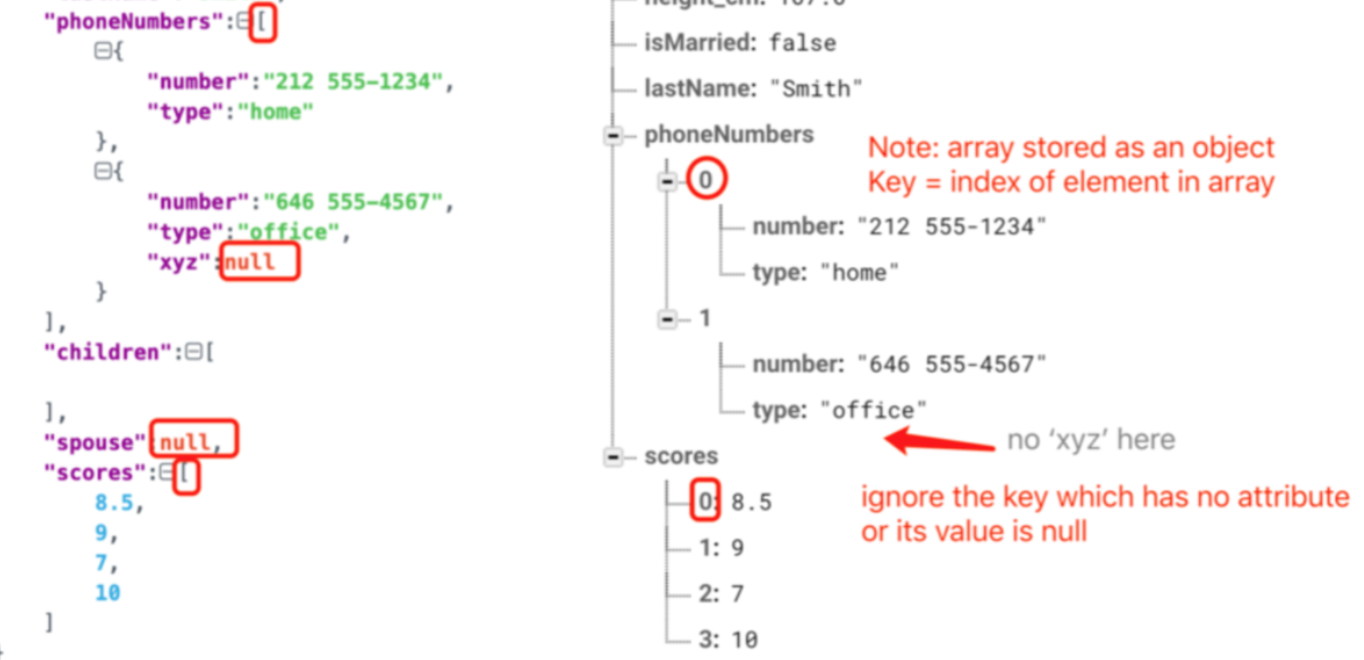 "phoneNumbers":[
{
"number":"212 555-1234",
"type":"home"
},
{
"number":"646 555-4567",
"type":"office",
"xyz":null
}
],
"children":[
],
"spouse":null,
"scores":[
8.5,
9,
7,
10
]
isMarried: false
lastName: "Smith"
phoneNumbers
0
number: "212 555-1234"
type: "home"
1
number: "646 555-4567"
type: "office"
scores
0: 8.5
1: 9
2: 7
3: 10
Note: array stored as an object
Key = index of element in array
no ‘xyz’ here
ignore the key which has no attribute
or its value is null